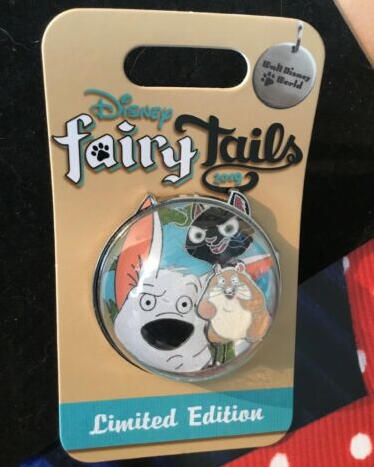 Walt Disney
World
Disney
fairy Tails
2019
Limited Edition